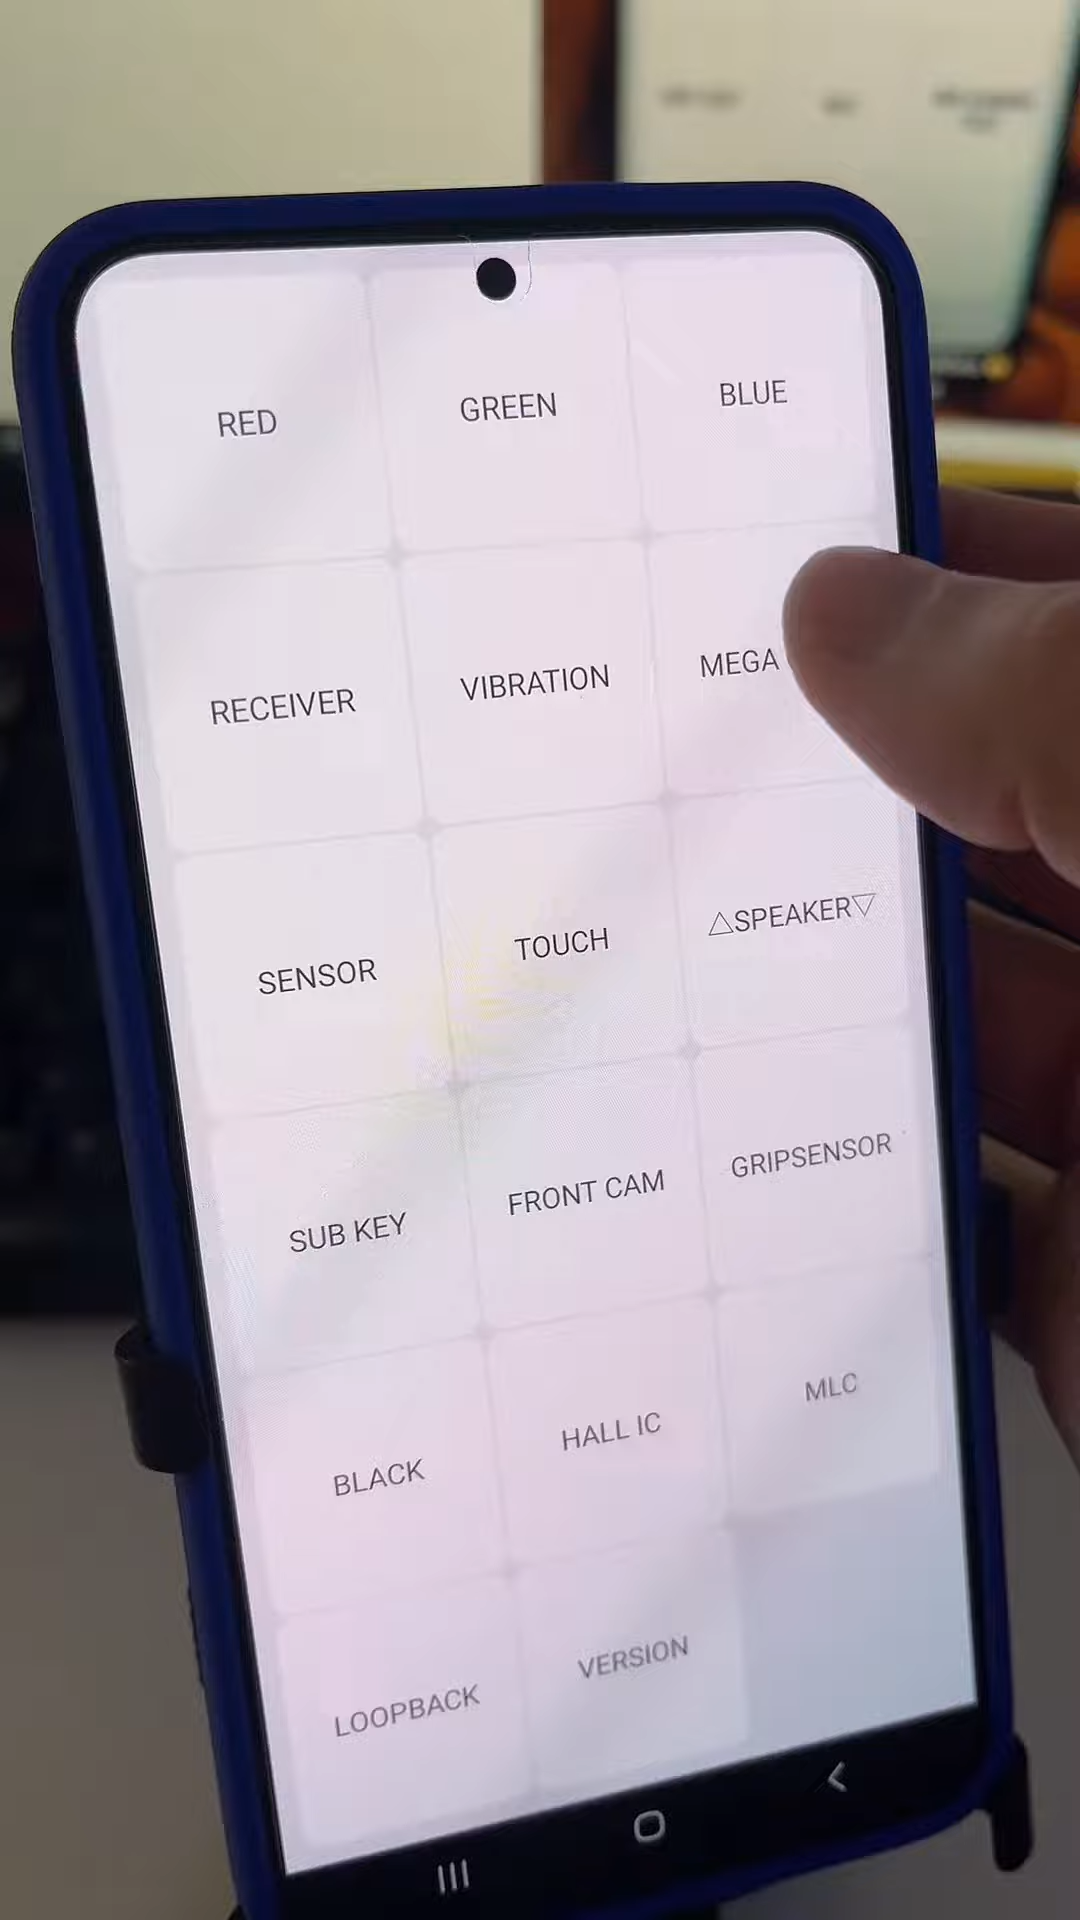 RED
GREEN
BLUE
RECEIVER
VIBRATION
MEGA
SENSOR
TOUCH
△SPEAKER▽
SUB KEY
FRONT CAM
GRIPSENSOR
BLACK
HALL IC
MLC
LOOPBACK
VERSION